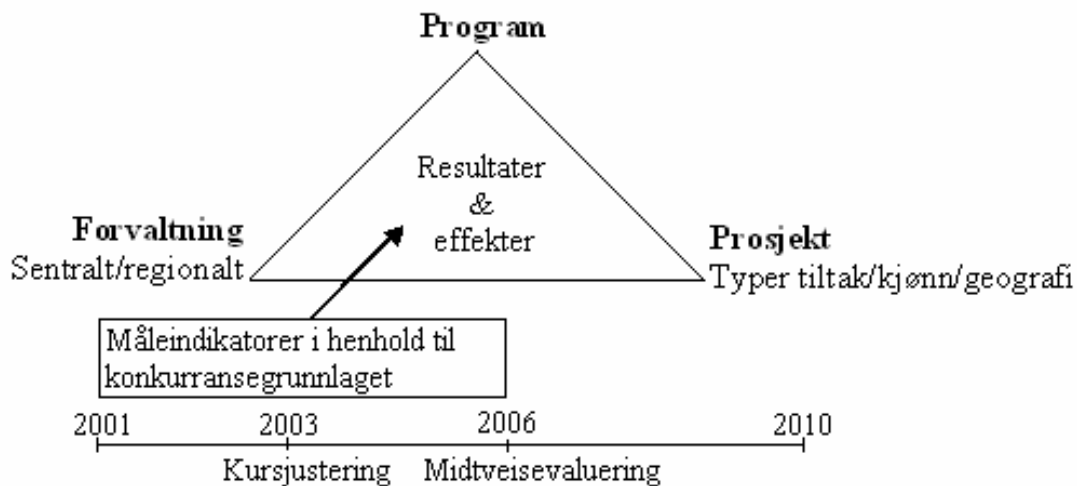 Program
Resultater
&
effekter
Forvaltning
Sentralt/regionalt
Prosjekt
Typer tiltak/kjønn/geografi
Måleindikatorer i henhold til
konkurransegrunnlaget
2001 2003 2006 2010
Kursjustering Midtveisevaluering